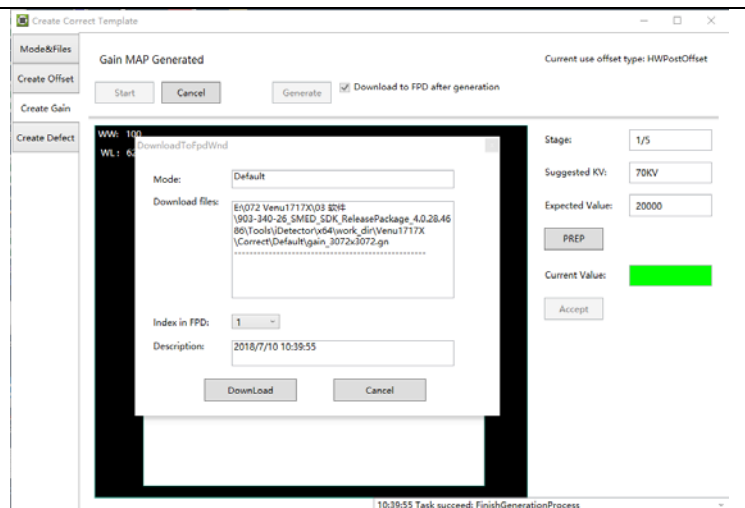 Create Correct Template
Mode&Files
Create Offset
Create Gain
Create Defect
Gain MAP Generated
Current use offset type: HWPostOffset
Start
Cancel
Generate
Download to FPD after generation
WW: 100
WL: 62
DownloadToFpdWnd
Mode:
Default
Download files:
E:\072 Venu1717X\03 软件
\903-340-26_SMED_SDK_ReleasePackage_4.0.28.46
86\Tools\iDetector\x64\work_dir\Venu1717X
\Correct\Default\gain_3072x3072.gn
--------------------------------------------------
Index in FPD:
1
Description:
2018/7/10 10:39:55
DownLoad
Cancel
Stage:
1/5
Suggested KV:
70KV
Expected Value:
20000
PREP
Current Value:
Accept
10:39:55 Task succeed: FinishGenerationProcess